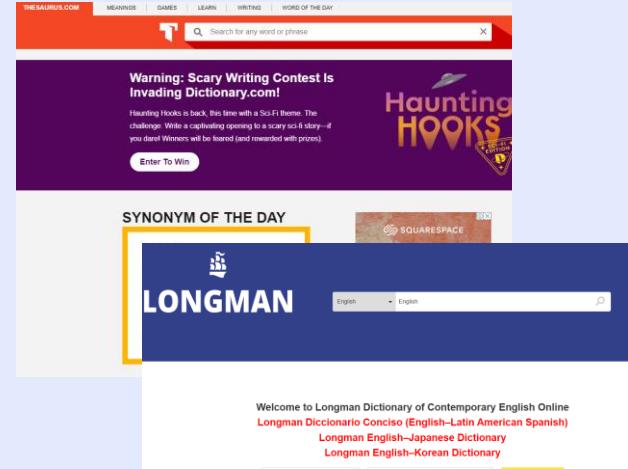 THESAURUS.COM MEANINGS GAMES LEARN WRITING WORD OF THE DAY
Search for any word or phrase
Warning: Scary Writing Contest Is
Invading Dictionary.com!
Haunting Hooks is back, this time with a Sci-Fi theme. The
challenge: Write a captivating opening to a scary sci-fi story—if
you dare! Winners will be feared (and rewarded with prizes).
Enter To Win
Haunting
HOOKS
SCI-FI
EDITION
SYNONYM OF THE DAY
SQUARESPACE
LONGMAN
English English
Welcome to Longman Dictionary of Contemporary English Online
Longman Diccionario Conciso (English–Latin American Spanish)
Longman English–Japanese Dictionary
Longman English–Korean Dictionary